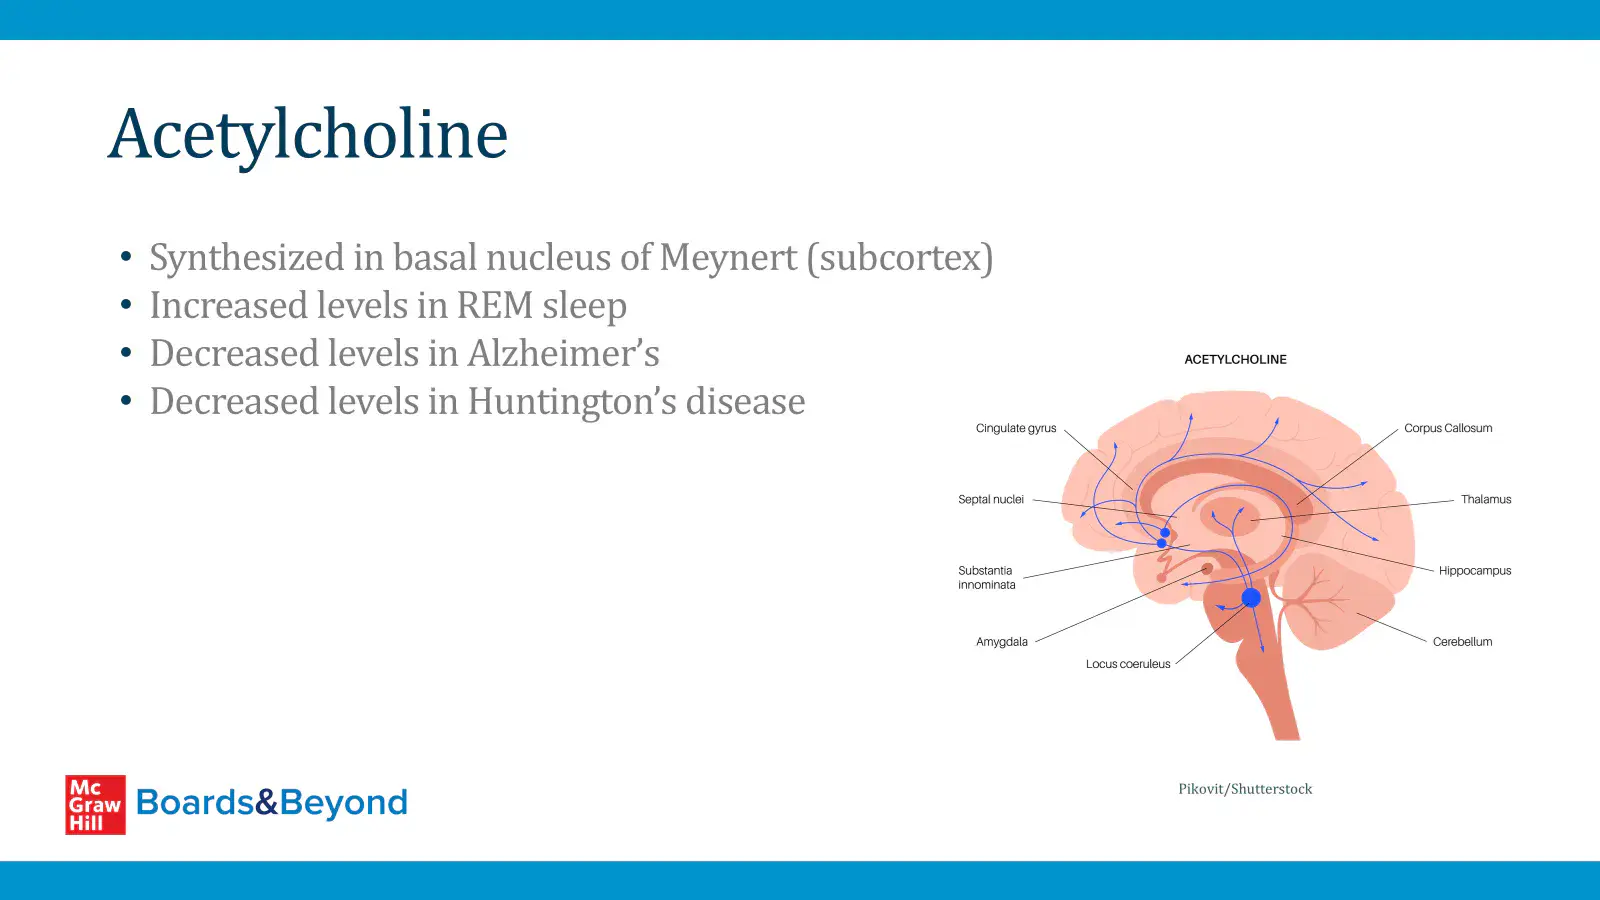 Acetylcholine
• Synthesized in basal nucleus of Meynert (subcortex)
• Increased levels in REM sleep
• Decreased levels in Alzheimer’s
• Decreased levels in Huntington’s disease
ACETYLCHOLINE
Cingulate gyrus
Corpus Callosum
Septal nuclei
Thalamus
Substantia
innominata
Hippocampus
Amygdala
Cerebellum
Locus coeruleus
Pikovit/Shutterstock
Mc
Graw
Hill
Boards&Beyond